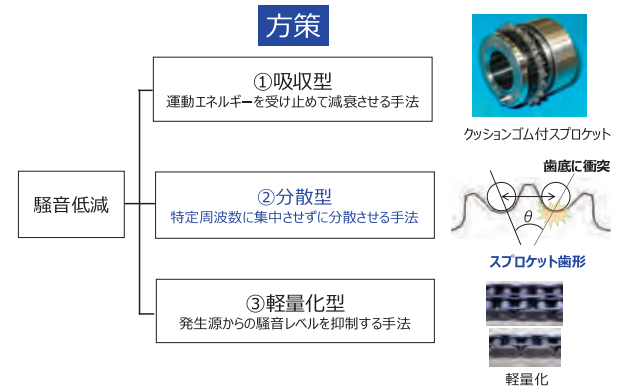 方策
①吸収型
運動エネルギーを受け止めて減衰させる手法
クッションゴム付スプロケット
騒音低減
②分散型
特定周波数に集中させずに分散させる手法
歯底に衝突
θ
スプロケット歯形
③軽量化型
発生源からの騒音レベルを抑制する手法
軽量化